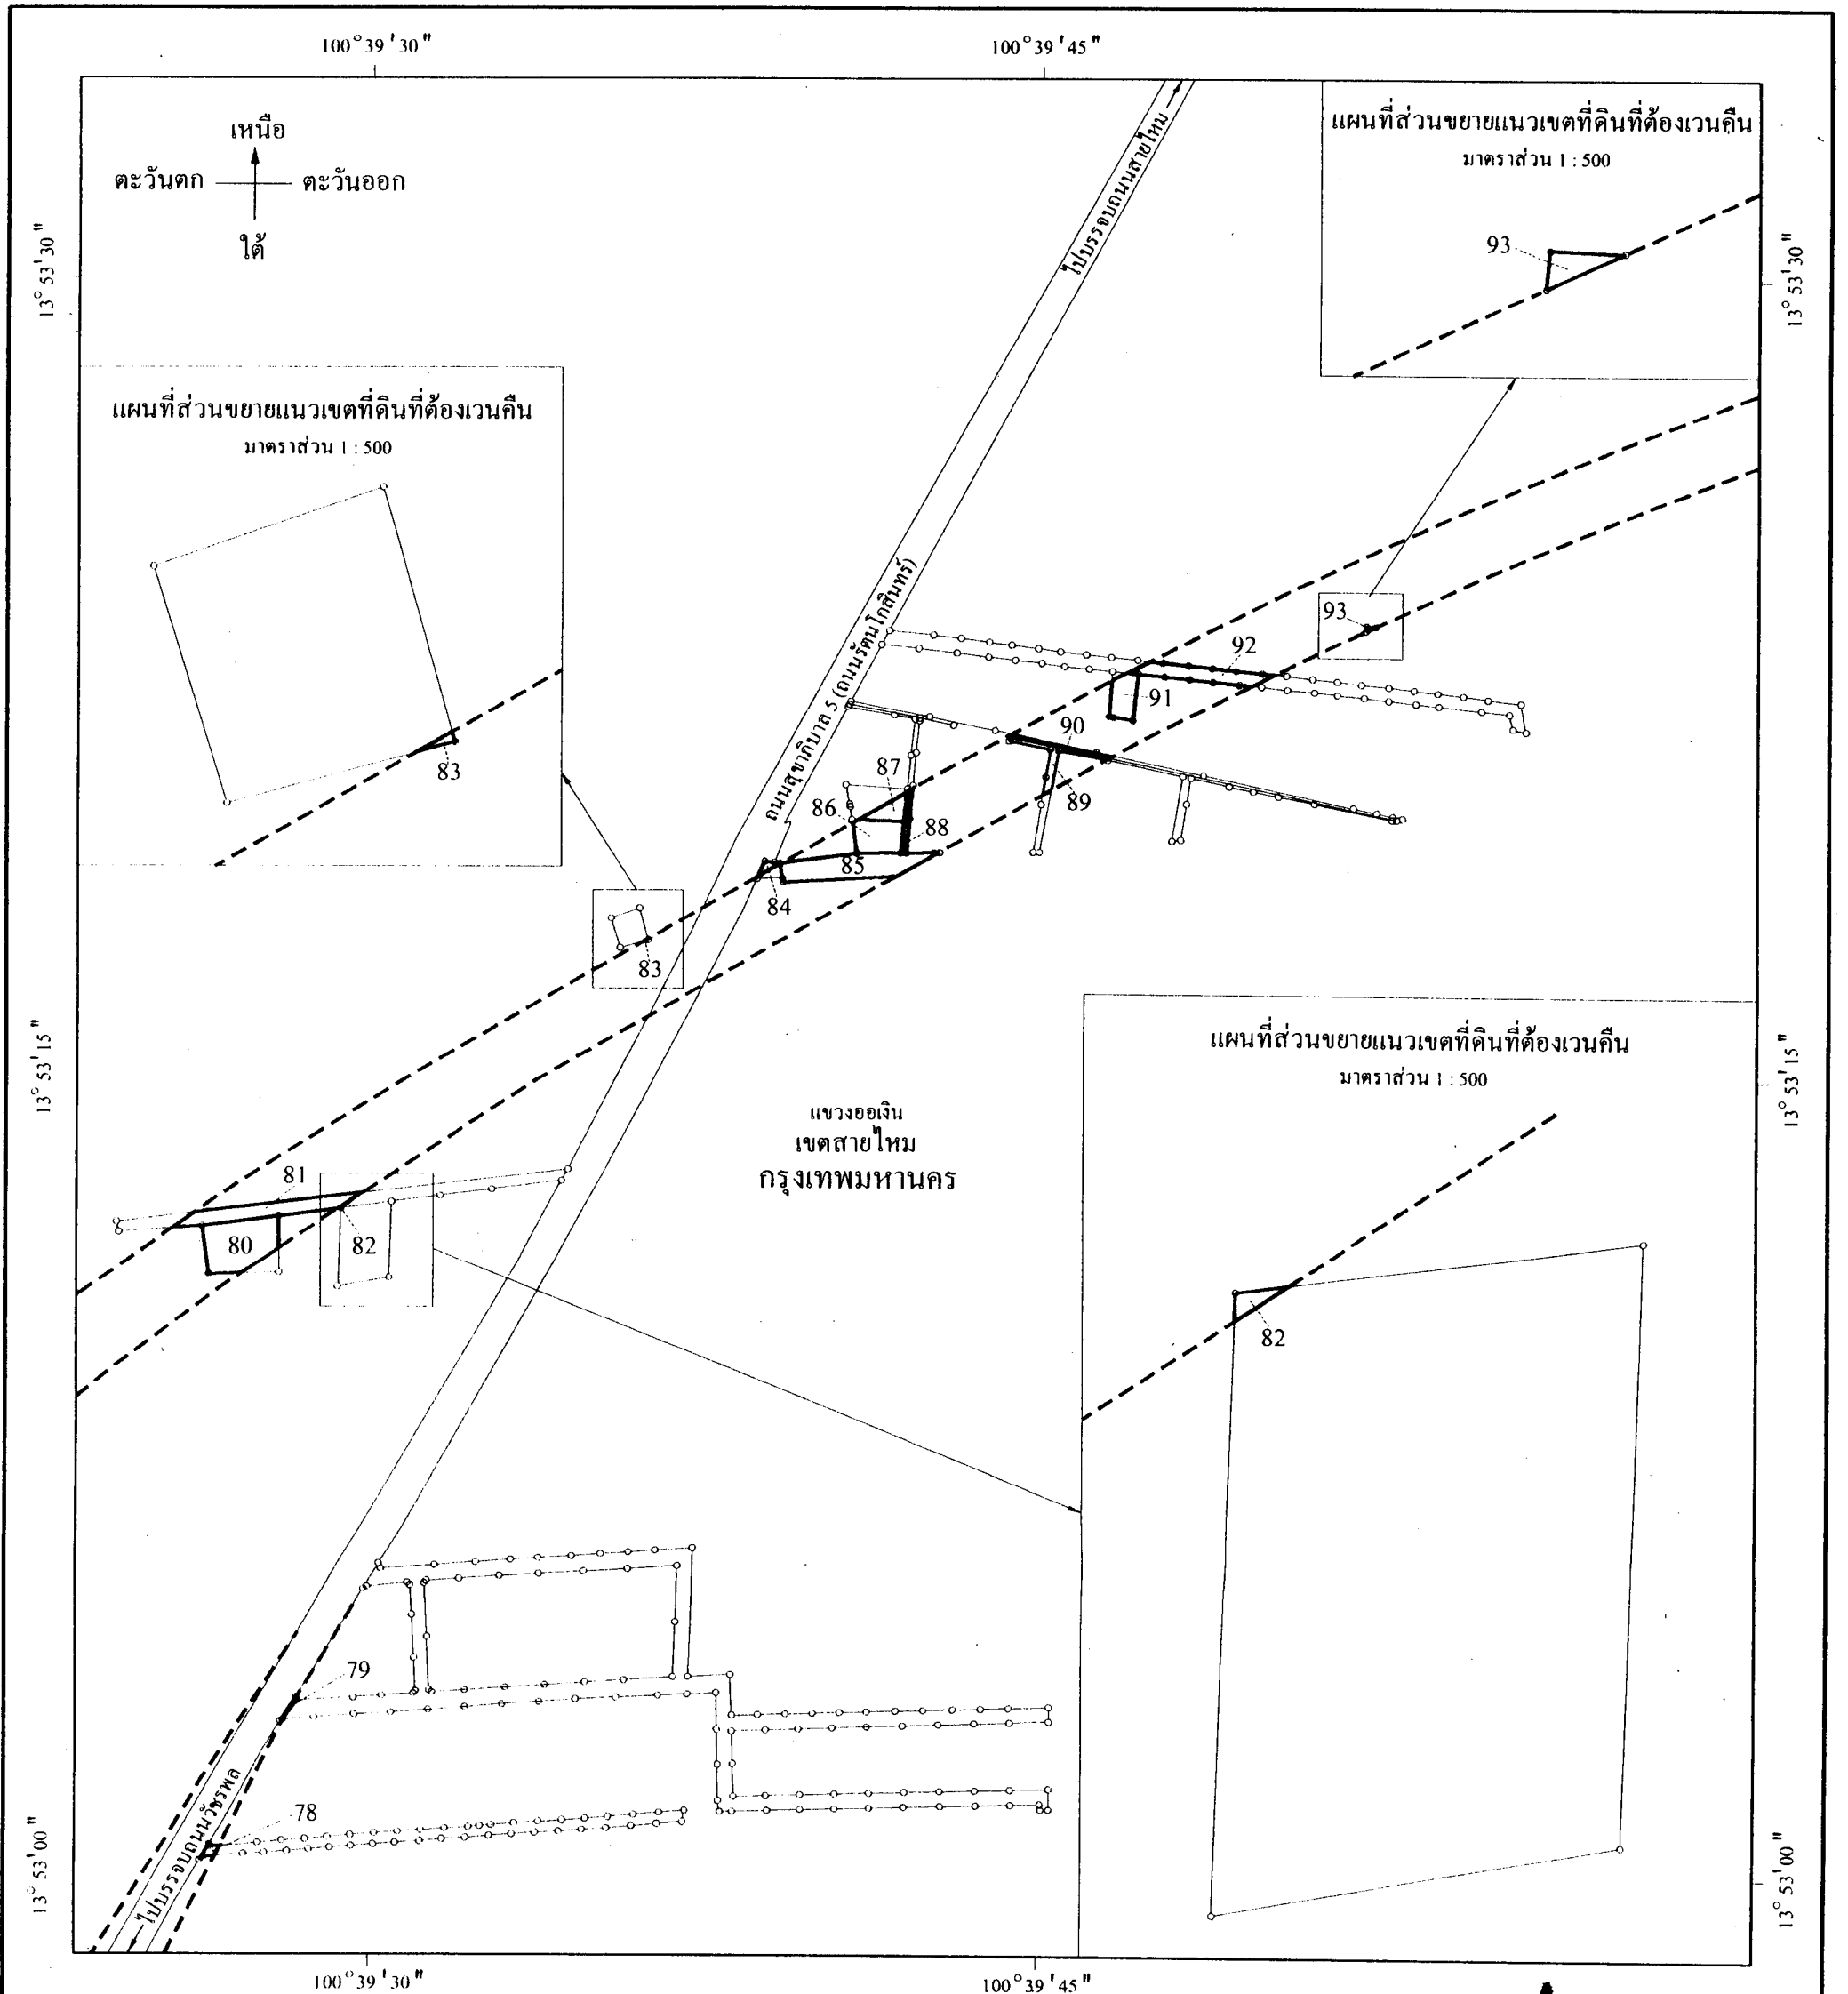 100°39'30"
100°39'45"
เหนือ
ตะวันตก
ตะวันออก
ใต้
13°53'30"
13°53'30"
แผนที่ส่วนขยายแนวเขตที่ดินที่ต้องเวนคืน
มาตราส่วน 1 : 500
93
ไปบรรจบถนนสายไหม
แผนที่ส่วนขยายแนวเขตที่ดินที่ต้องเวนคืน
มาตราส่วน 1 : 500
83
ถนนสุขาภิบาล 5 (ถนนรัตนโกสินทร์)
93
92
91
90
89
87
86
88
85
84
83
13°53'15"
13°53'15"
แผนที่ส่วนขยายแนวเขตที่ดินที่ต้องเวนคืน
มาตราส่วน 1 : 500
แขวงออเงิน
เขตสายไหม
กรุงเทพมหานคร
81
80
82
82
79
78
ไปบรรจบถนนวัชรพล
13°53'00"
13°53'00"
100°39'30"
100°39'45"